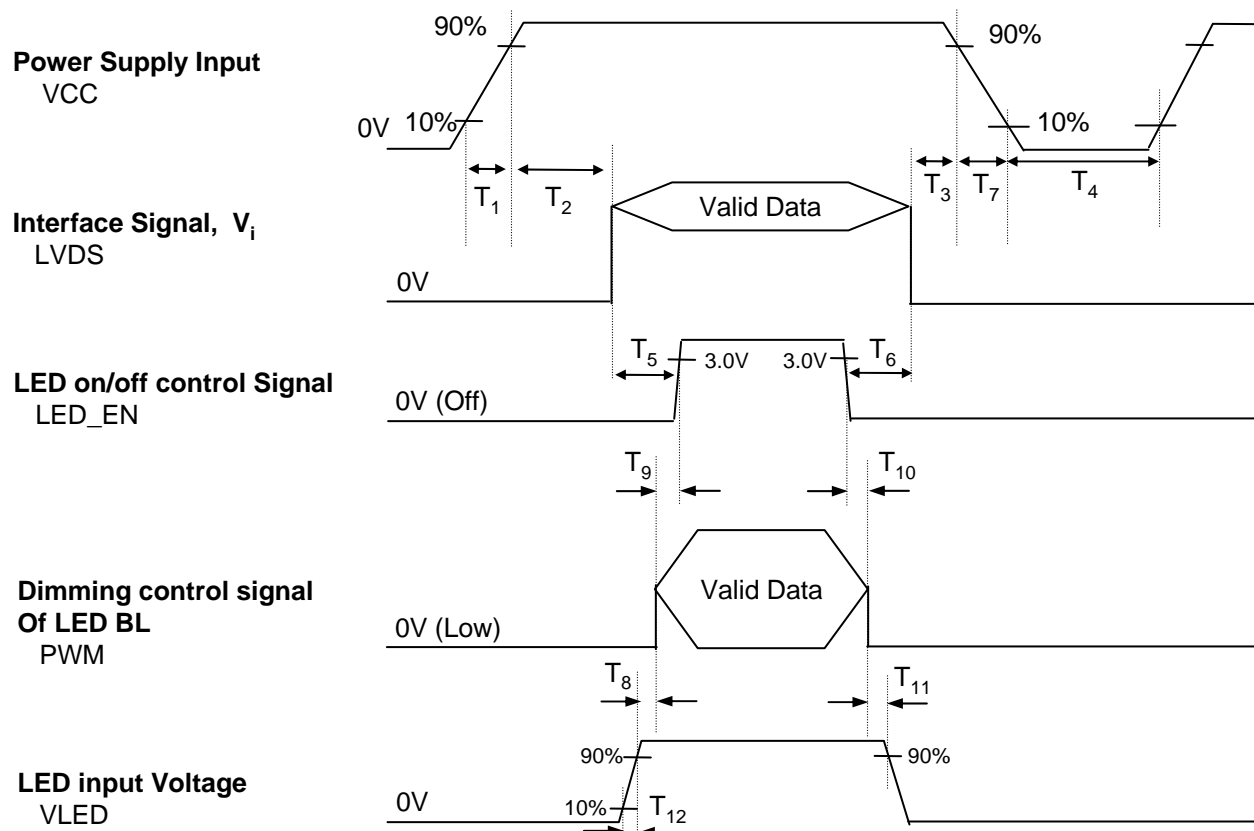 90%
90%
Power Supply Input
VCC
0V
10%
10%
T1
T2
T3
T7
T4
Valid Data
Interface Signal, Vi
LVDS
0V
T5
3.0V
3.0V
T6
LED on/off control Signal
LED_EN
0V (Off)
T9
T10
Dimming control signal
Of LED BL
PWM
Valid Data
0V (Low)
T8
T11
90%
90%
LED input Voltage
VLED
0V
10%
T12